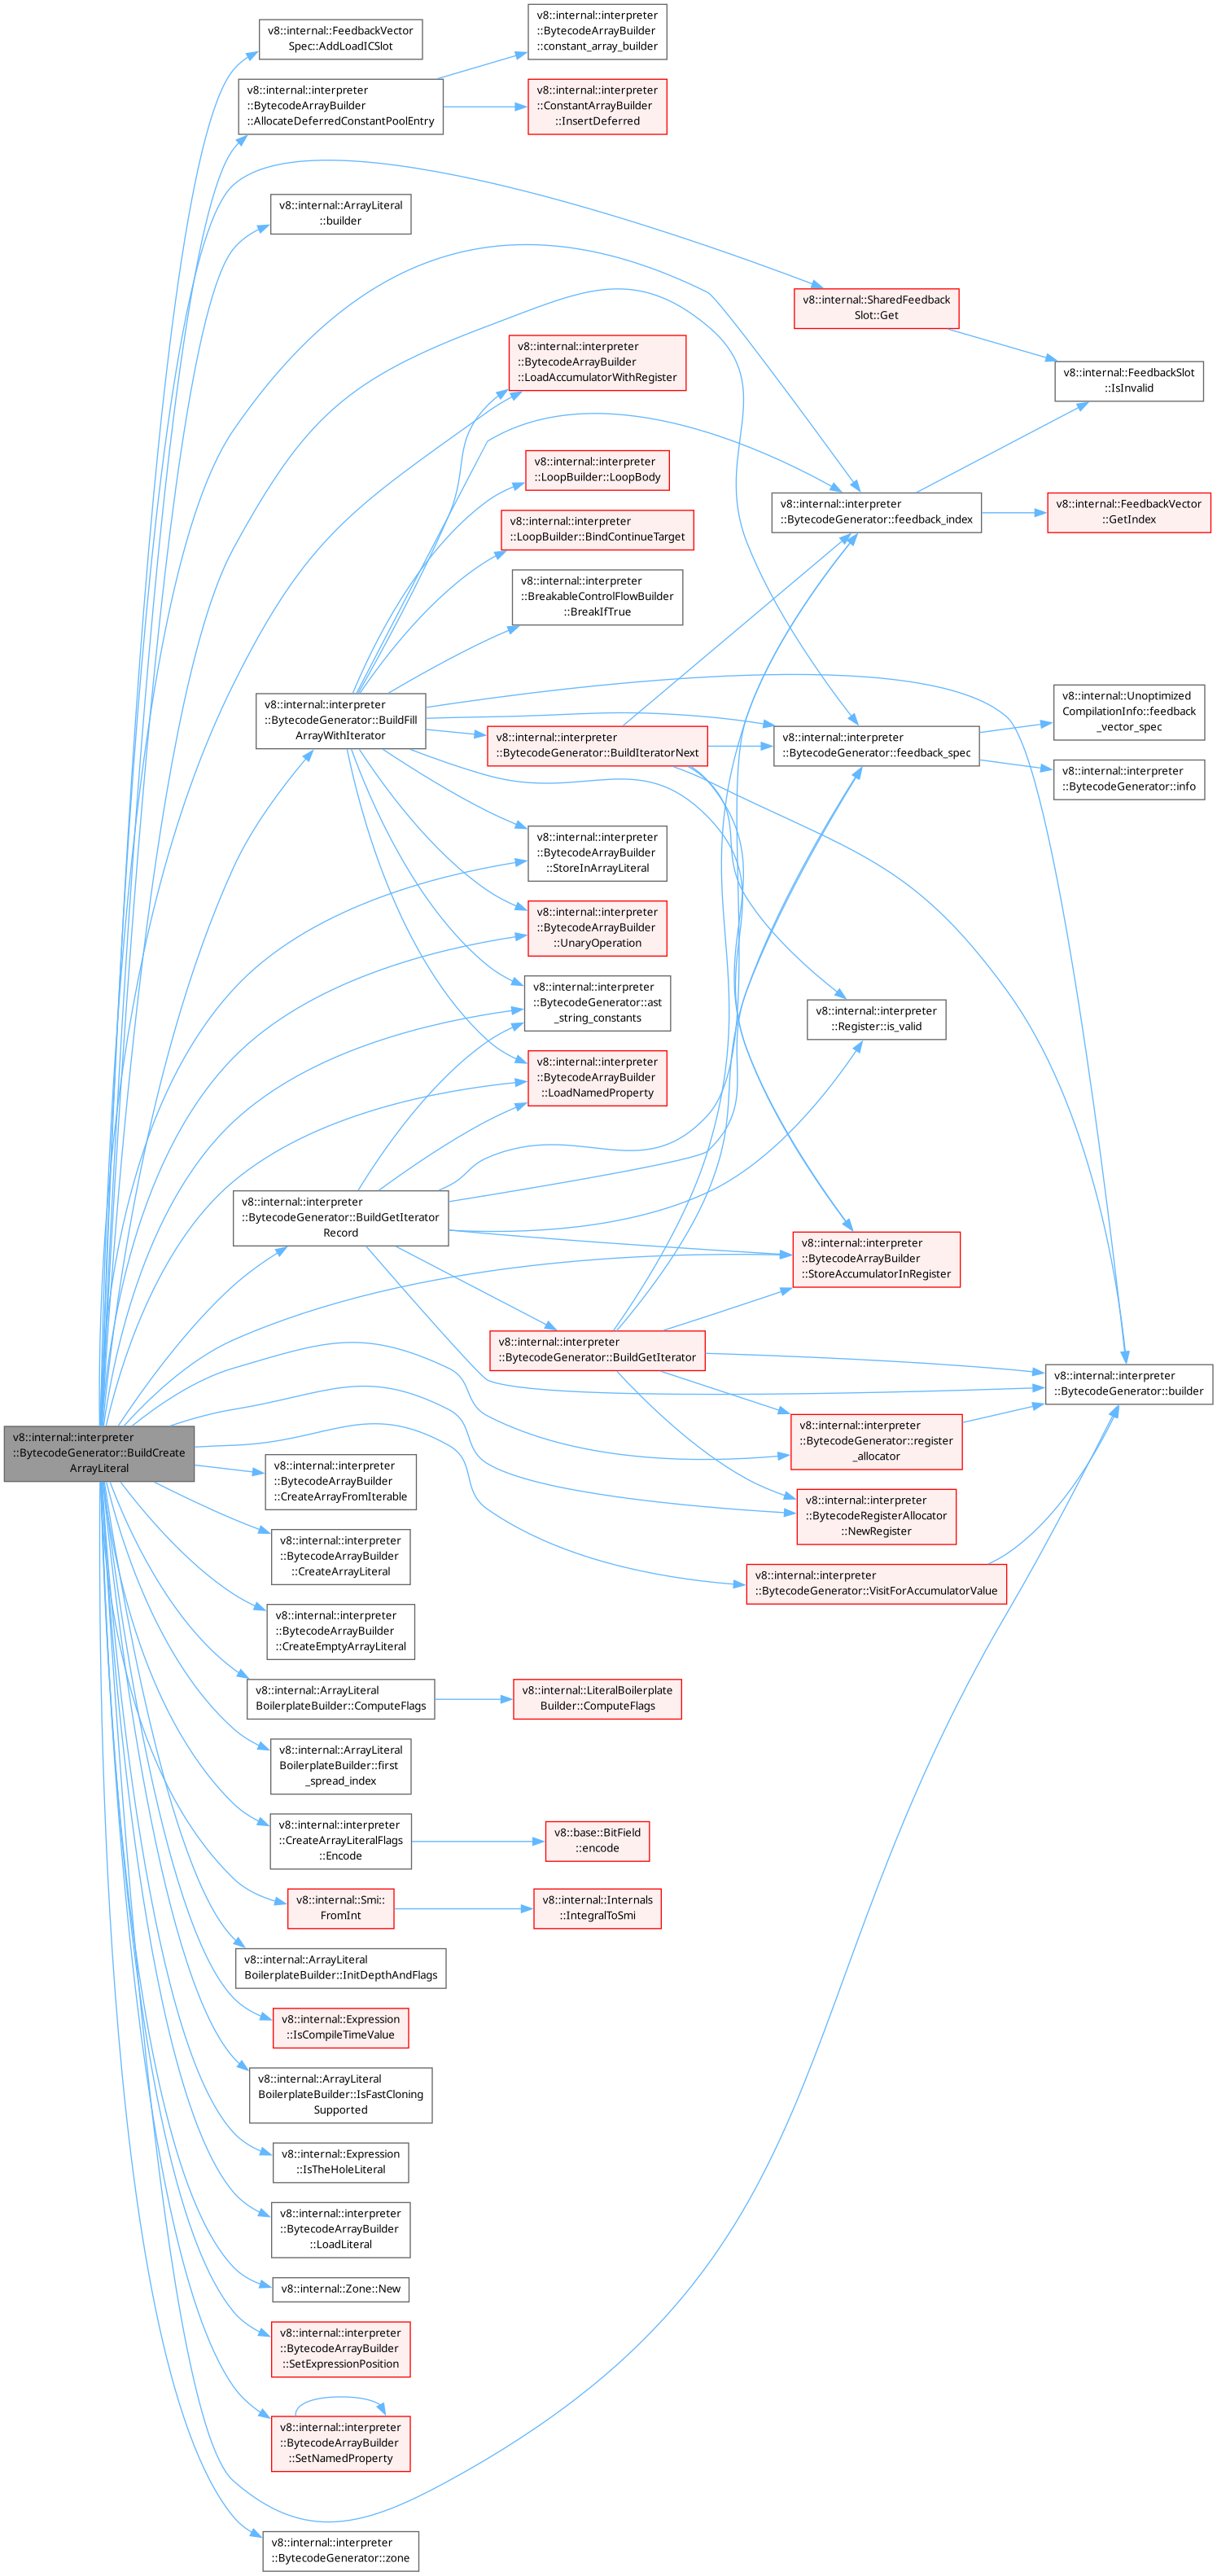 v8::internal::FeedbackVector
Spec::AddLoadICSlot
v8::internal::interpreter
::BytecodeArrayBuilder
::constant_array_builder
v8::internal::interpreter
::BytecodeArrayBuilder
::AllocateDeferredConstantPoolEntry
v8::internal::interpreter
::ConstantArrayBuilder
::InsertDeferred
v8::internal::ArrayLiteral
::builder
v8::internal::SharedFeedback
Slot::Get
v8::internal::interpreter
::BytecodeArrayBuilder
::LoadAccumulatorWithRegister
v8::internal::FeedbackSlot
::IsInvalid
v8::internal::interpreter
::LoopBuilder::LoopBody
v8::internal::interpreter
::BytecodeGenerator::feedback_index
v8::internal::FeedbackVector
::GetIndex
v8::internal::interpreter
::LoopBuilder::BindContinueTarget
v8::internal::interpreter
::BreakableControlFlowBuilder
::BreakIfTrue
v8::internal::interpreter
::BytecodeGenerator::BuildFill
ArrayWithIterator
v8::internal::interpreter
::BytecodeGenerator::BuildIteratorNext
v8::internal::interpreter
::BytecodeGenerator::feedback_spec
v8::internal::Unoptimized
CompilationInfo::feedback
_vector_spec
v8::internal::interpreter
::BytecodeGenerator::info
v8::internal::interpreter
::BytecodeArrayBuilder
::StoreInArrayLiteral
v8::internal::interpreter
::BytecodeArrayBuilder
::UnaryOperation
v8::internal::interpreter
::BytecodeGenerator::ast
_string_constants
v8::internal::interpreter
::Register::is_valid
v8::internal::interpreter
::BytecodeArrayBuilder
::LoadNamedProperty
v8::internal::interpreter
::BytecodeGenerator::BuildGetIterator
Record
v8::internal::interpreter
::BytecodeArrayBuilder
::StoreAccumulatorInRegister
v8::internal::interpreter
::BytecodeGenerator::BuildGetIterator
v8::internal::interpreter
::BytecodeGenerator::builder
v8::internal::interpreter
::BytecodeGenerator::BuildCreate
ArrayLiteral
v8::internal::interpreter
::BytecodeGenerator::register
_allocator
v8::internal::interpreter
::BytecodeArrayBuilder
::CreateArrayFromIterable
v8::internal::interpreter
::BytecodeRegisterAllocator
::NewRegister
v8::internal::interpreter
::BytecodeArrayBuilder
::CreateArrayLiteral
v8::internal::interpreter
::BytecodeGenerator::VisitForAccumulatorValue
v8::internal::interpreter
::BytecodeArrayBuilder
::CreateEmptyArrayLiteral
v8::internal::ArrayLiteral
BoilerplateBuilder::ComputeFlags
v8::internal::LiteralBoilerplate
Builder::ComputeFlags
v8::internal::ArrayLiteral
BoilerplateBuilder::first
_spread_index
v8::internal::interpreter
::CreateArrayLiteralFlags
::Encode
v8::base::BitField
::encode
v8::internal::Smi::
FromInt
v8::internal::Internals
::IntegralToSmi
v8::internal::ArrayLiteral
BoilerplateBuilder::InitDepthAndFlags
v8::internal::Expression
::IsCompileTimeValue
v8::internal::ArrayLiteral
BoilerplateBuilder::IsFastCloning
Supported
v8::internal::Expression
::IsTheHoleLiteral
v8::internal::interpreter
::BytecodeArrayBuilder
::LoadLiteral
v8::internal::Zone::New
v8::internal::interpreter
::BytecodeArrayBuilder
::SetExpressionPosition
v8::internal::interpreter
::BytecodeArrayBuilder
::SetNamedProperty
v8::internal::interpreter
::BytecodeGenerator::zone